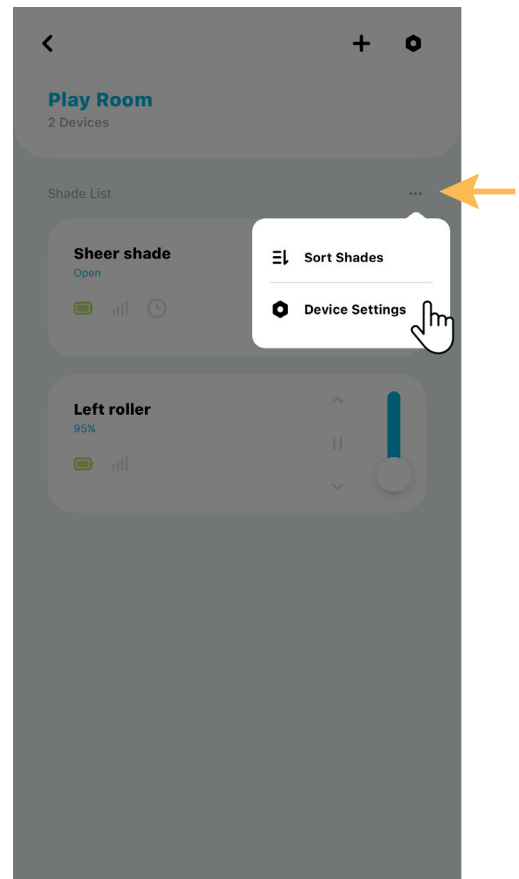 Play Room
2 Devices
Shade List
Sheer shade
Open
Sort Shades
Device Settings
Left roller
95%